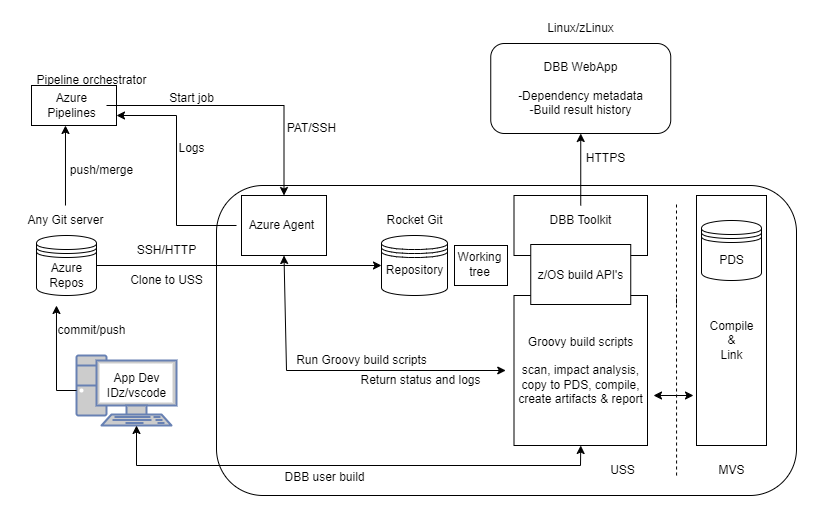 Linux/zLinux
DBB WebApp
-Dependency metadata
-Build result history
Pipeline orchestrator
Azure
Pipelines
Start job
PAT/SSH
Logs
HTTPS
push/merge
Any Git server
Azure Agent
Rocket Git
DBB Toolkit
SSH/HTTP
Azure
Repos
Clone to USS
Repository
Working
tree
z/OS build API's
PDS
commit/push
Groovy build scripts
scan, impact analysis,
copy to PDS, compile,
create artifacts & report
Compile
&
Link
Run Groovy build scripts
Return status and logs
App Dev
IDz/vscode
DBB user build
USS
MVS